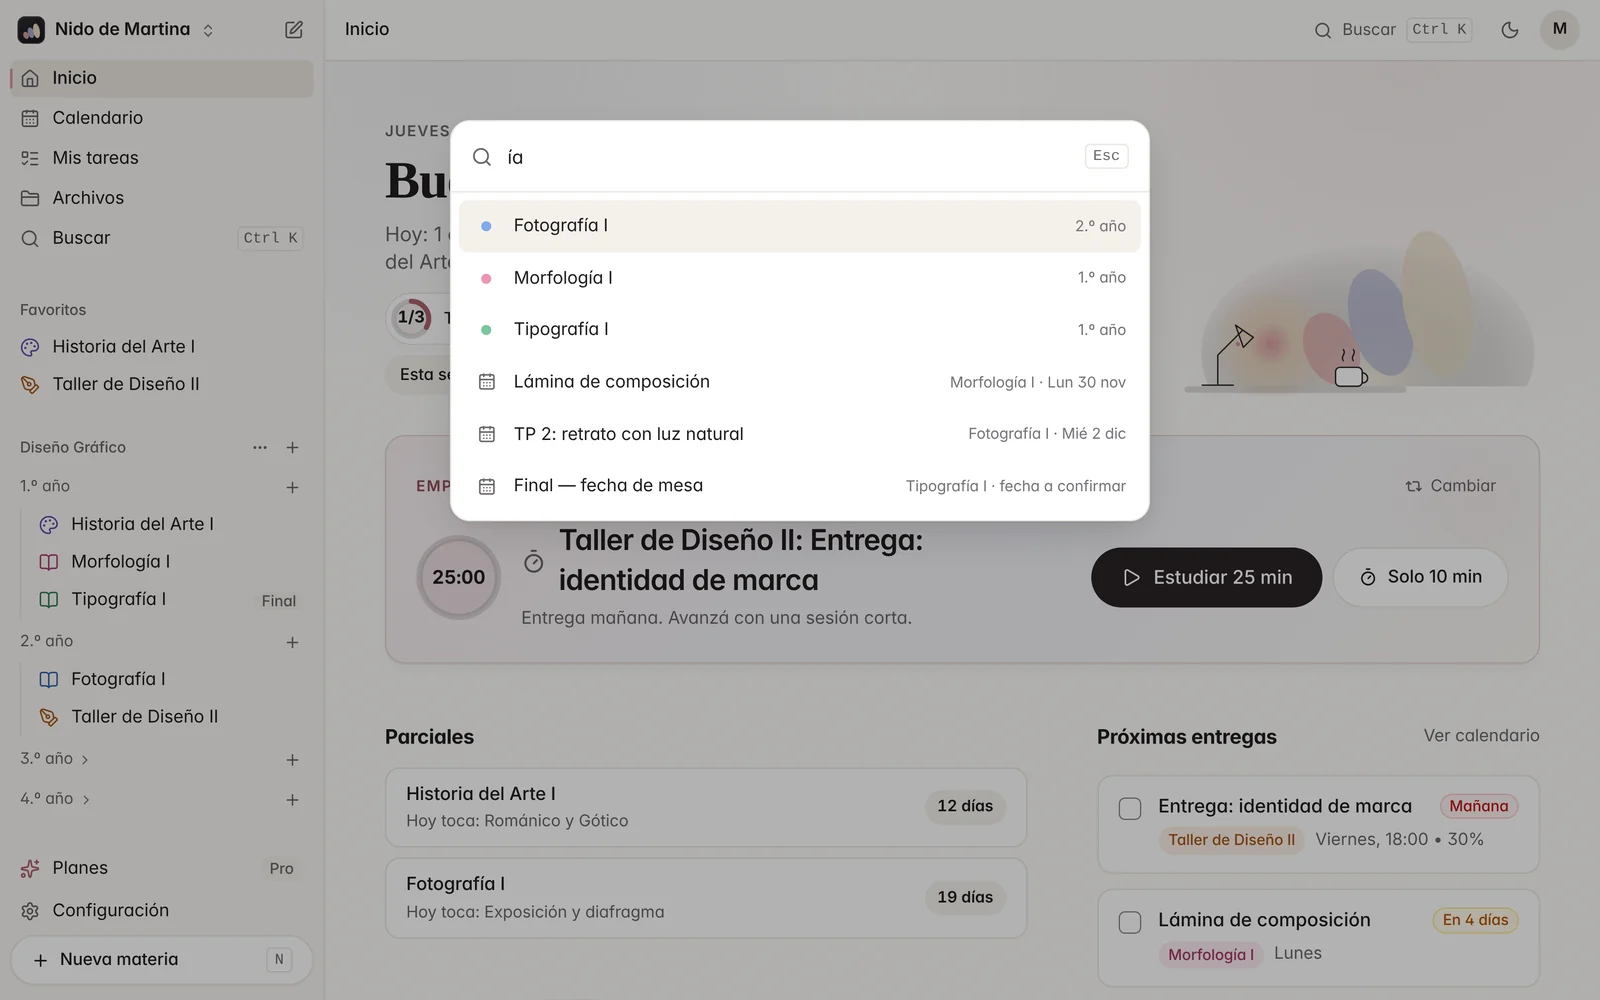 Nido de Martina
Inicio
Calendario
Mis tareas
Archivos
Buscar Ctrl K
Favoritos
Historia del Arte I
Taller de Diseño II
Diseño Gráfico
1.º año
Historia del Arte I
Morfología I
Tipografía I Final
2.º año
Fotografía I
Taller de Diseño II
3.º año
4.º año
Planes Pro
Configuración
Nueva materia N
Inicio
Buscar Ctrl K
M
JUEVES
Hoy: 1
1/3
ía Esc
Fotografía I 2.º año
Morfología I 1.º año
Tipografía I 1.º año
Lámina de composición Morfología I · Lun 30 nov
TP 2: retrato con luz natural Fotografía I · Mié 2 dic
Final — fecha de mesa Tipografía I · fecha a confirmar
Cambiar
25:00
Taller de Diseño II: Entrega:
identidad de marca
Entrega mañana. Avanzá con una sesión corta.
Estudiar 25 min
Solo 10 min
Parciales
Historia del Arte I
Hoy toca: Románico y Gótico
12 días
Fotografía I
Hoy toca: Exposición y diafragma
19 días
Próximas entregas Ver calendario
Entrega: identidad de marca Mañana
Taller de Diseño II Viernes, 18:00 • 30%
Lámina de composición En 4 días
Morfología I Lunes